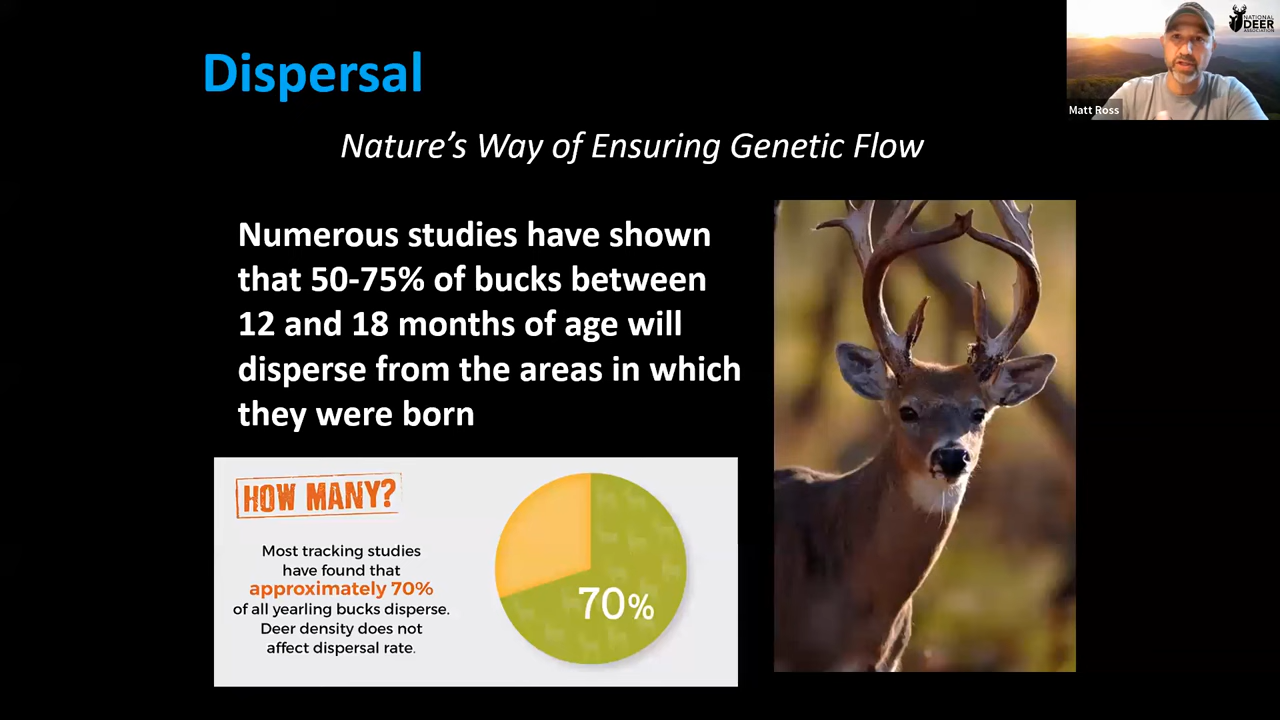 Dispersal
NATIONAL
DEER
ASSOCIATION
Matt Ross
Nature's Way of Ensuring Genetic Flow
Numerous studies have shown
that 50-75% of bucks between
12 and 18 months of age will
disperse from the areas in which
they were born
HOW MANY?
Most tracking studies
have found that
approximately 70%
of all yearling bucks disperse.
Deer density does not
affect dispersal rate.
70%